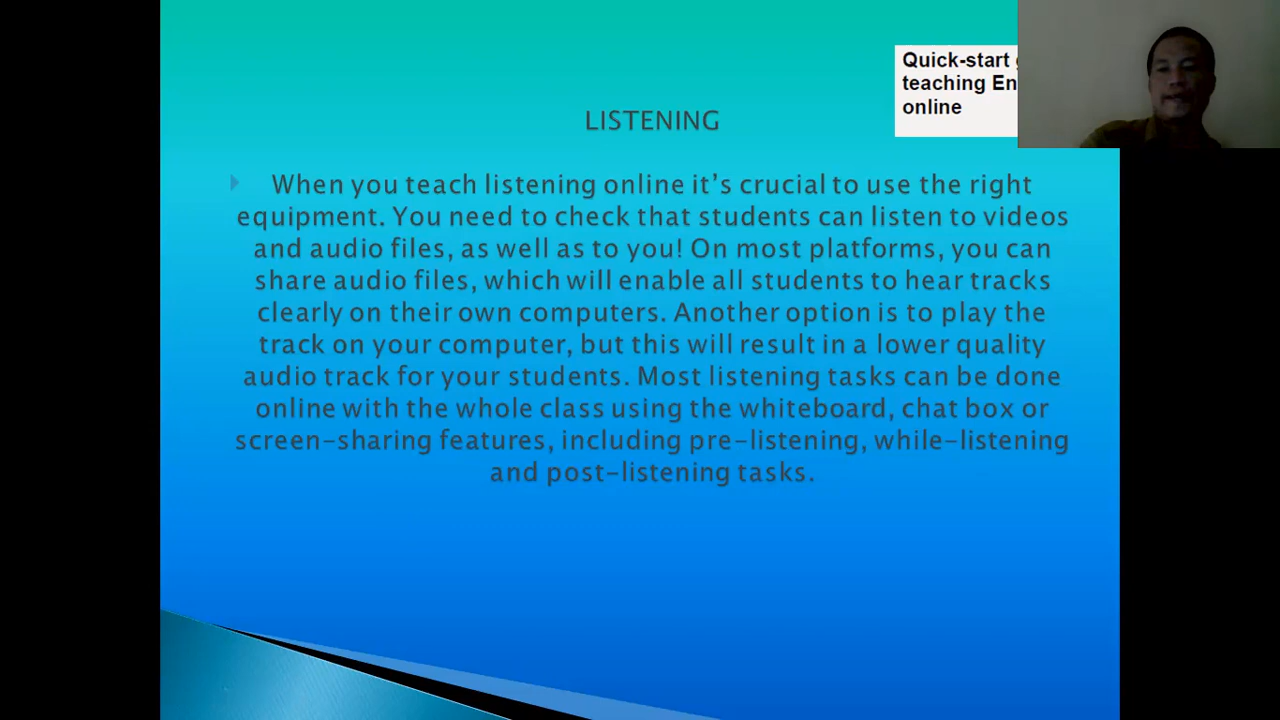 Quick-start
teaching
online
LISTENING
When you teach listening online it's crucial to use the right
equipment. You need to check that students can listen to videos
and audio files, as well as to you! On most platforms, you can
share audio files, which will enable all students to hear tracks
clearly on their own computers. Another option is to play the
track on your computer, but this will result in a lower quality
audio track for your students. Most listening tasks can be done
online with the whole class using the whiteboard, chat box or
screen-sharing features, including pre-listening, while-listening
and post-listening tasks.